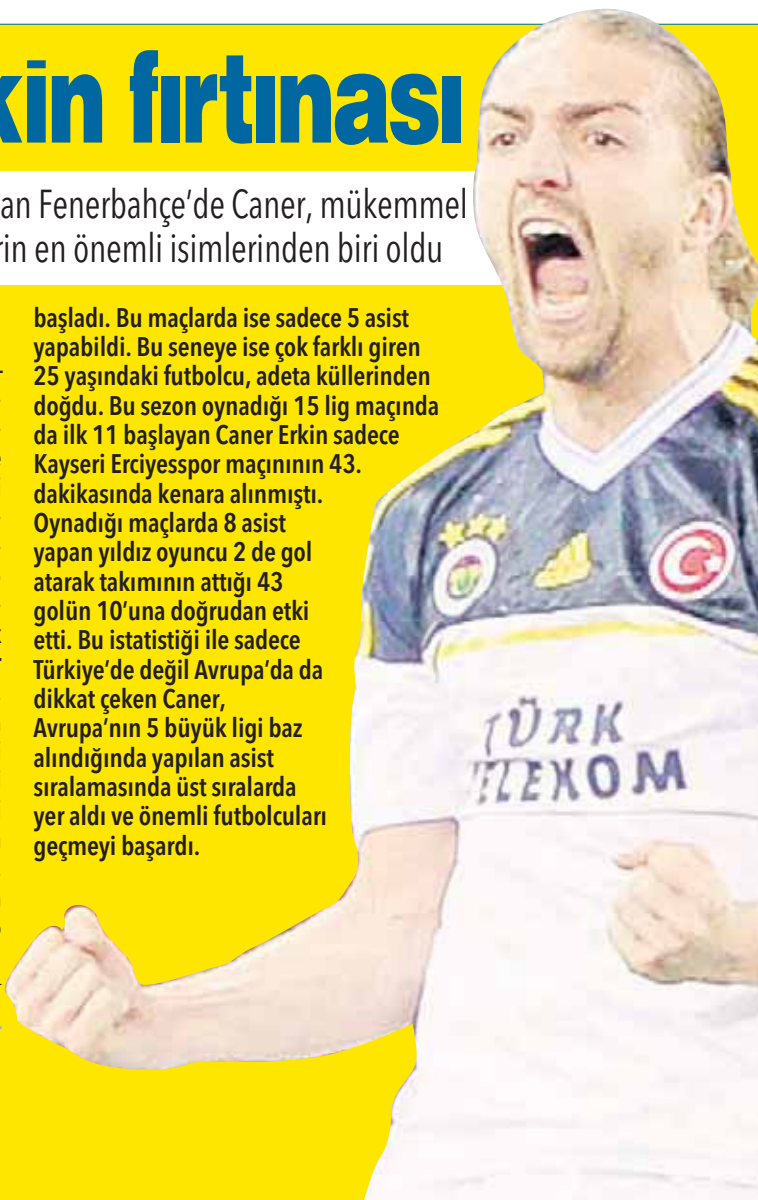 kin fırtınası
an Fenerbahçe’de Caner, mükemmel
rin en önemli isimlerinden biri oldu
başladı. Bu maçlarda ise sadece 5 asist
yapabildi. Bu seneye ise çok farklı giren
25 yaşındaki futbolcu, adeta küllerinden
doğdu. Bu sezon oynadığı 15 lig maçında
da ilk 11 başlayan Caner Erkin sadece
Kayseri Erciyesspor maçınının 43.
dakikasında kenara alınmıştı.
Oynadığı maçlarda 8 asist
yapan yıldız oyuncu 2 de gol
atarak takımının attığı 43
golün 10’una doğrudan etki
etti. Bu istatistiği ile sadece
Türkiye’de değil Avrupa’da da
dikkat çeken Caner,
Avrupa’nın 5 büyük ligi baz
alındığında yapılan asist
sıralamasında üst sıralarda
yer aldı ve önemli futbolcuları
geçmeyi başardı.
TÜRK
TELEKOM